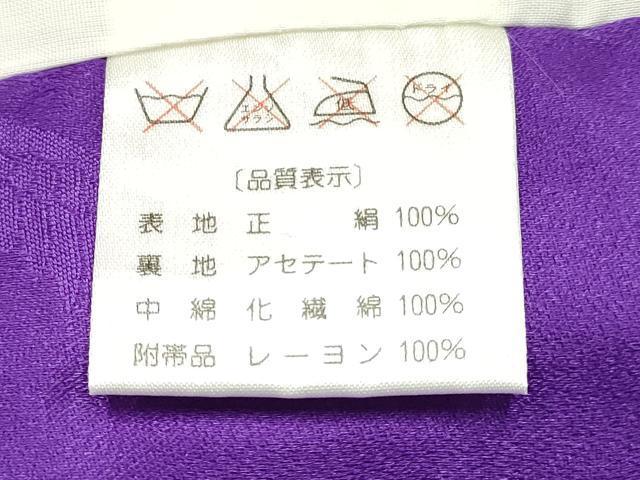 エンソ
サラシ
低
ドライ
〔品質表示〕
表地 正絹 100%
裏地 アセテート 100%
中綿 化繊綿 100%
附帯品 レーヨン 100%